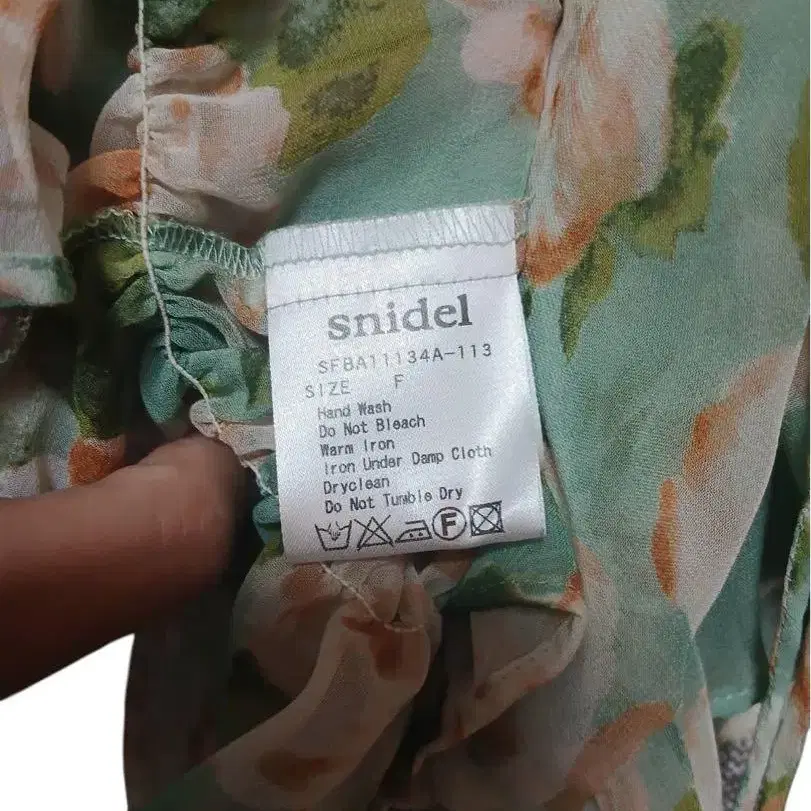 snidel
SFBA11134A-113
SIZE F
Hand Wash
Do Not Bleach
Warm Iron
Iron Under Damp Cloth
Dryclean
Do Not Tumble Dry
F